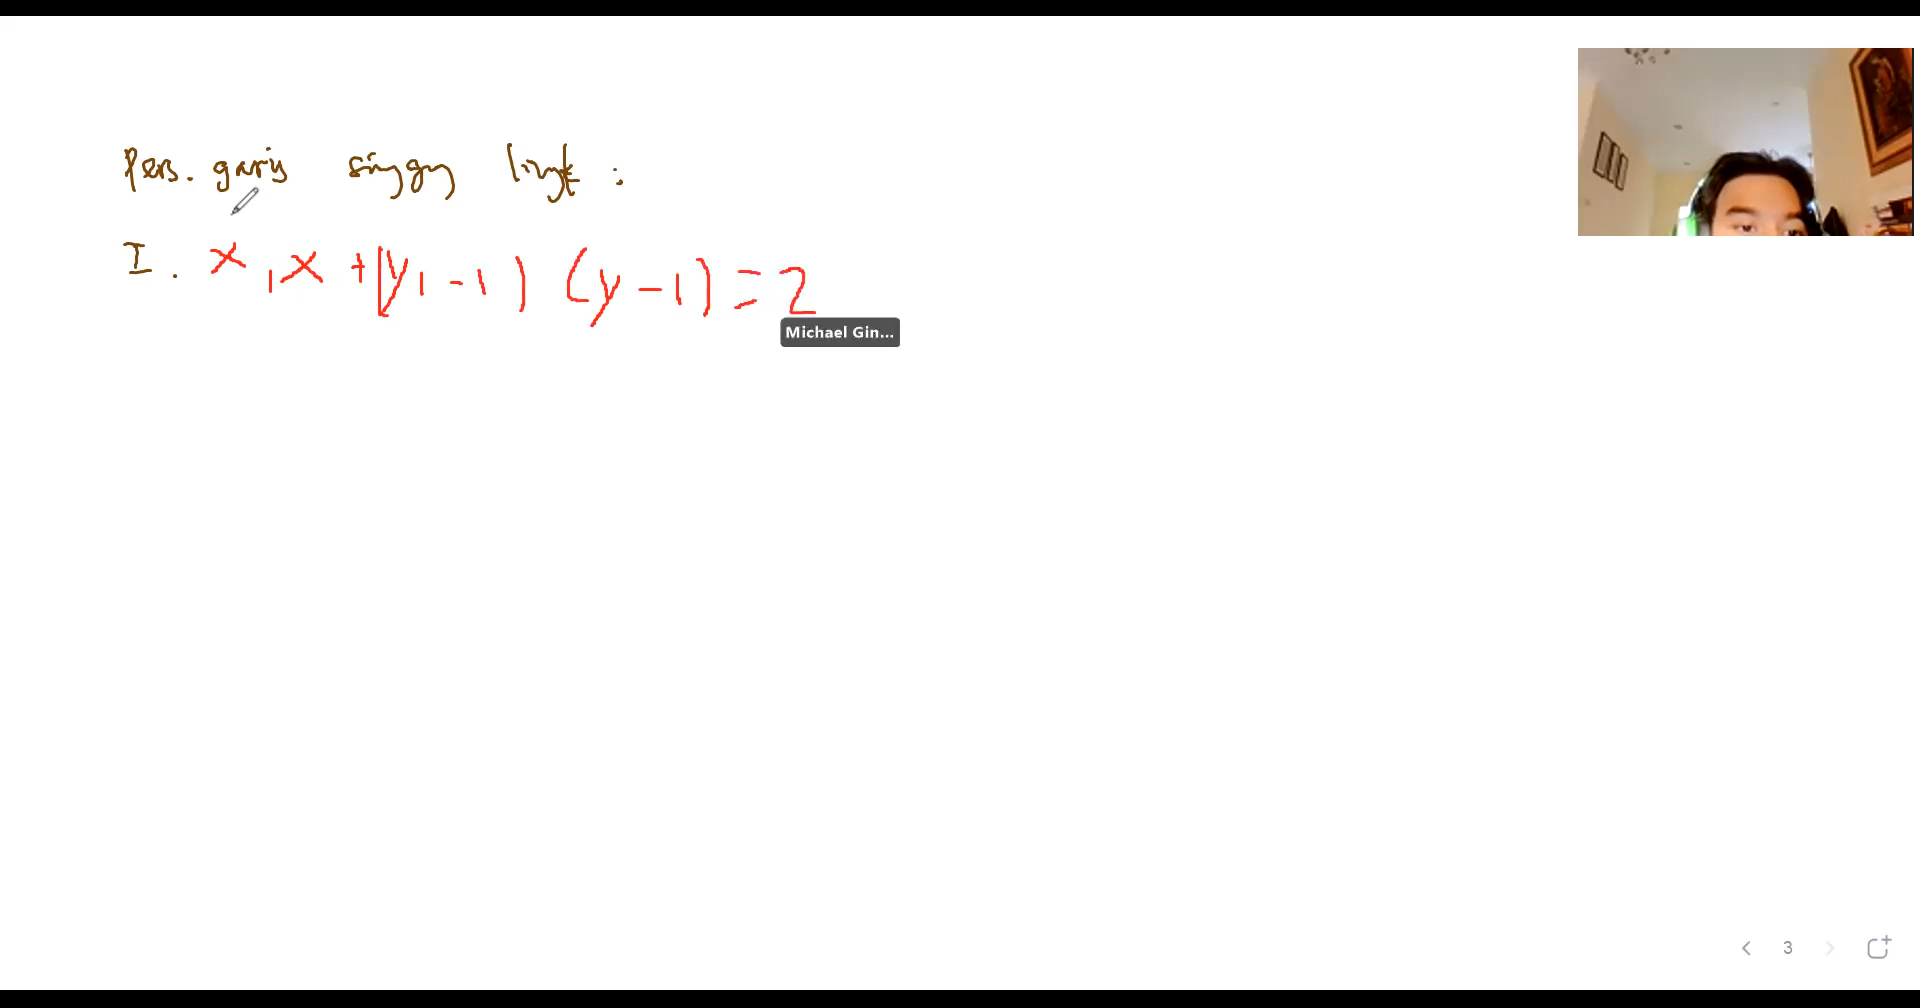 Pers. garis singgung lingk :
I. x₁x + (y₁ - 1) (y - 1) = 2
Michael Gin...
3